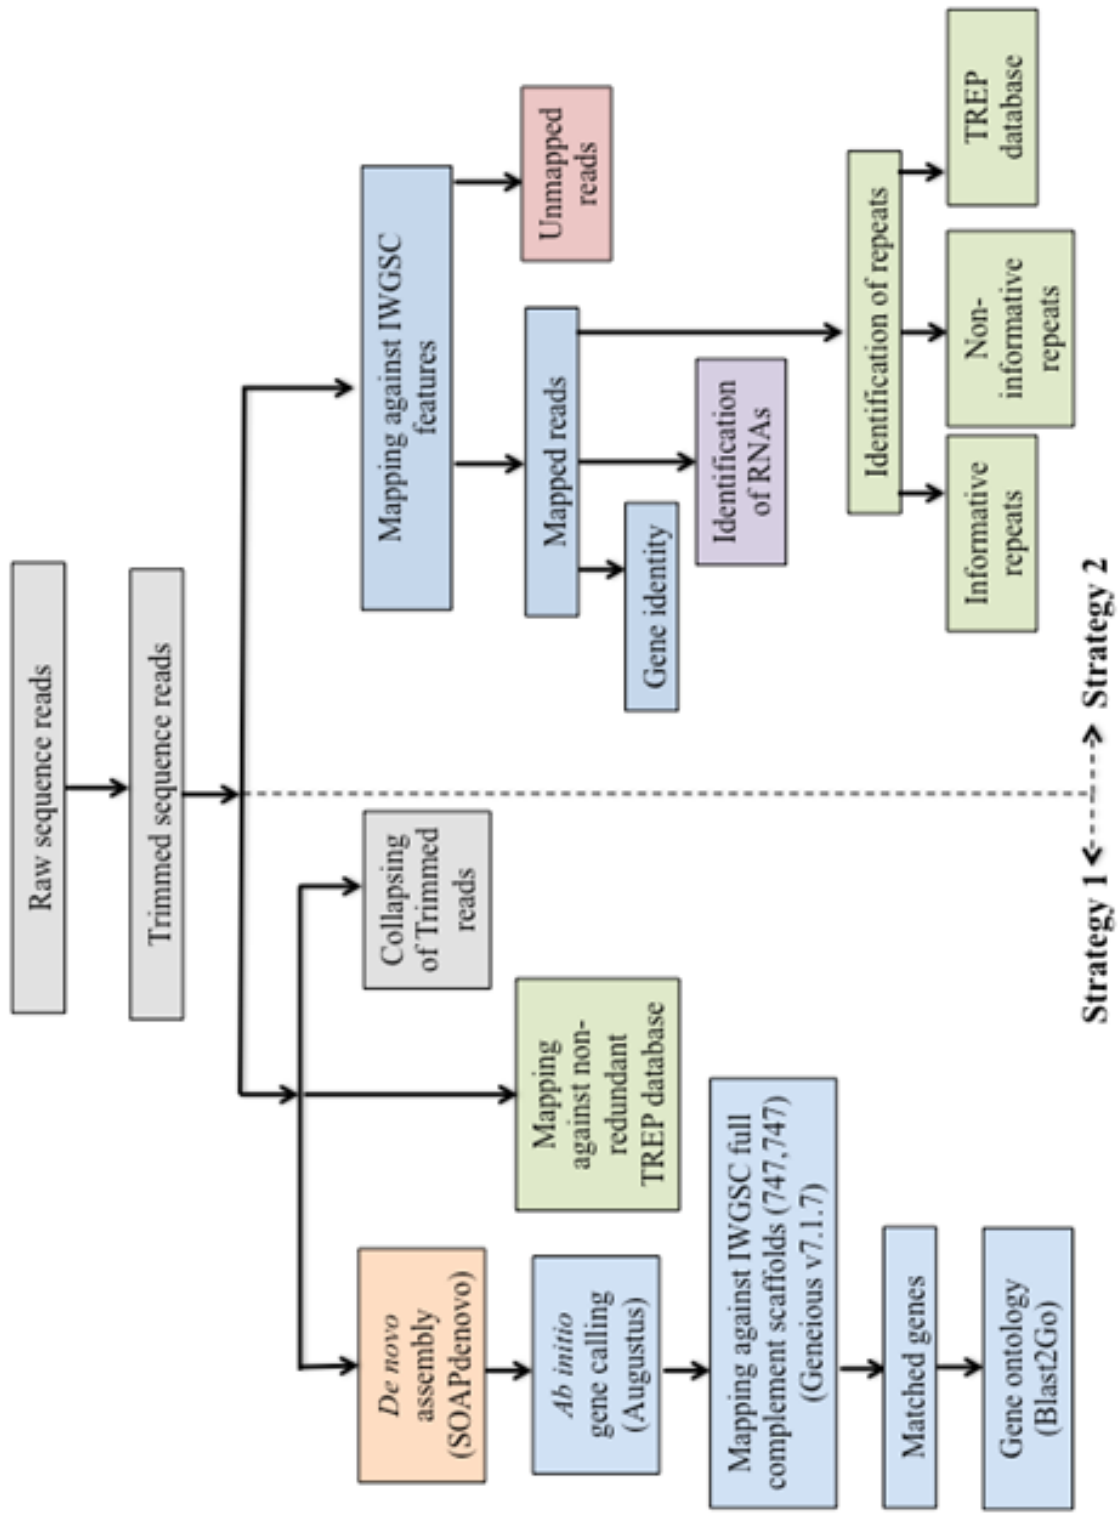 Raw sequence reads
Trimmed sequence reads
De novo
assembly
(SOAPdenovo)
Ab initio
gene calling
(Augustus)
Mapping against IWGSC full
complement scaffolds (747,747)
(Geneious v7.1.7)
Matched genes
Gene ontology
(Blast2Go)
Mapping
against non-
redundant
TREP database
Collapsing
of Trimmed
reads
Mapping against IWGSC
features
Mapped reads
Unmapped
reads
Gene identity
Identification
of RNAs
Identification of repeats
Informative
repeats
Non-
informative
repeats
TREP
database
Strategy 1
Strategy 2